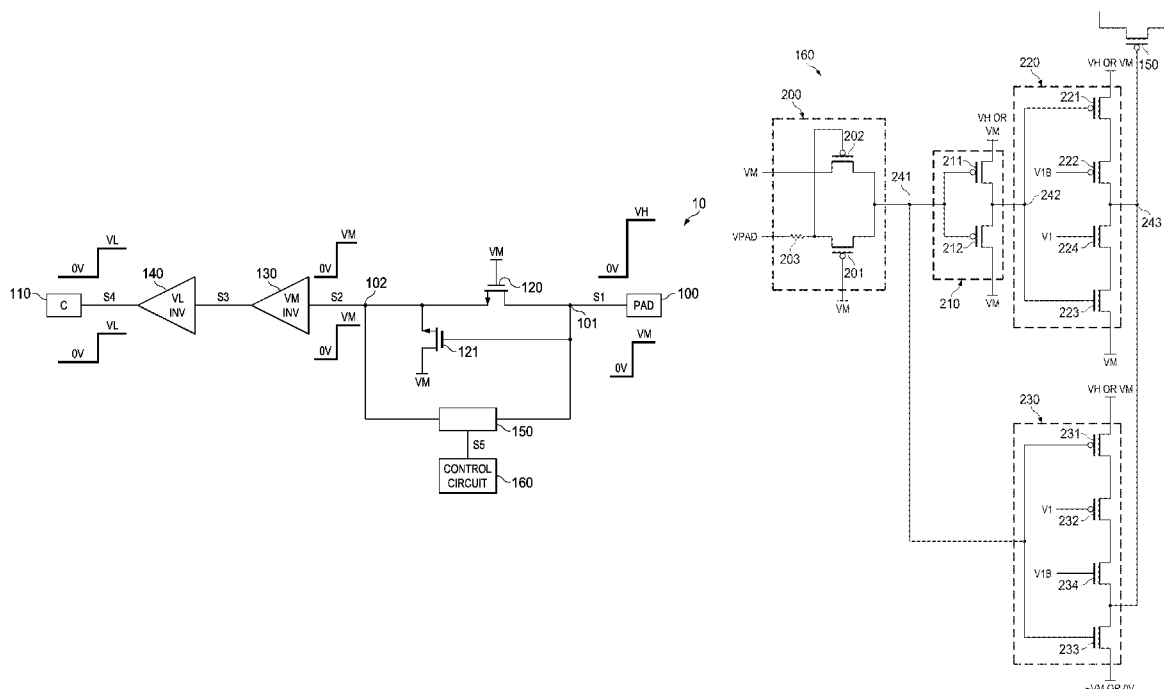 10
VH
0V
S1
PAD
100
101
VM
0V
VM
120
121
VM
102
VM
0V
S2
VM
0V
130
VM
INV
S3
140
VL
INV
VL
0V
S4
VL
0V
110
C
150
S5
CONTROL
CIRCUIT
160
160
200
202
VM
VPAD
203
201
VM
241
VH OR
VM
211
212
210
VM
242
220
VH OR VM
221
222
V1B
V1
224
223
VM
243
150
230
VH OR VM
231
V1
232
V1B
234
233